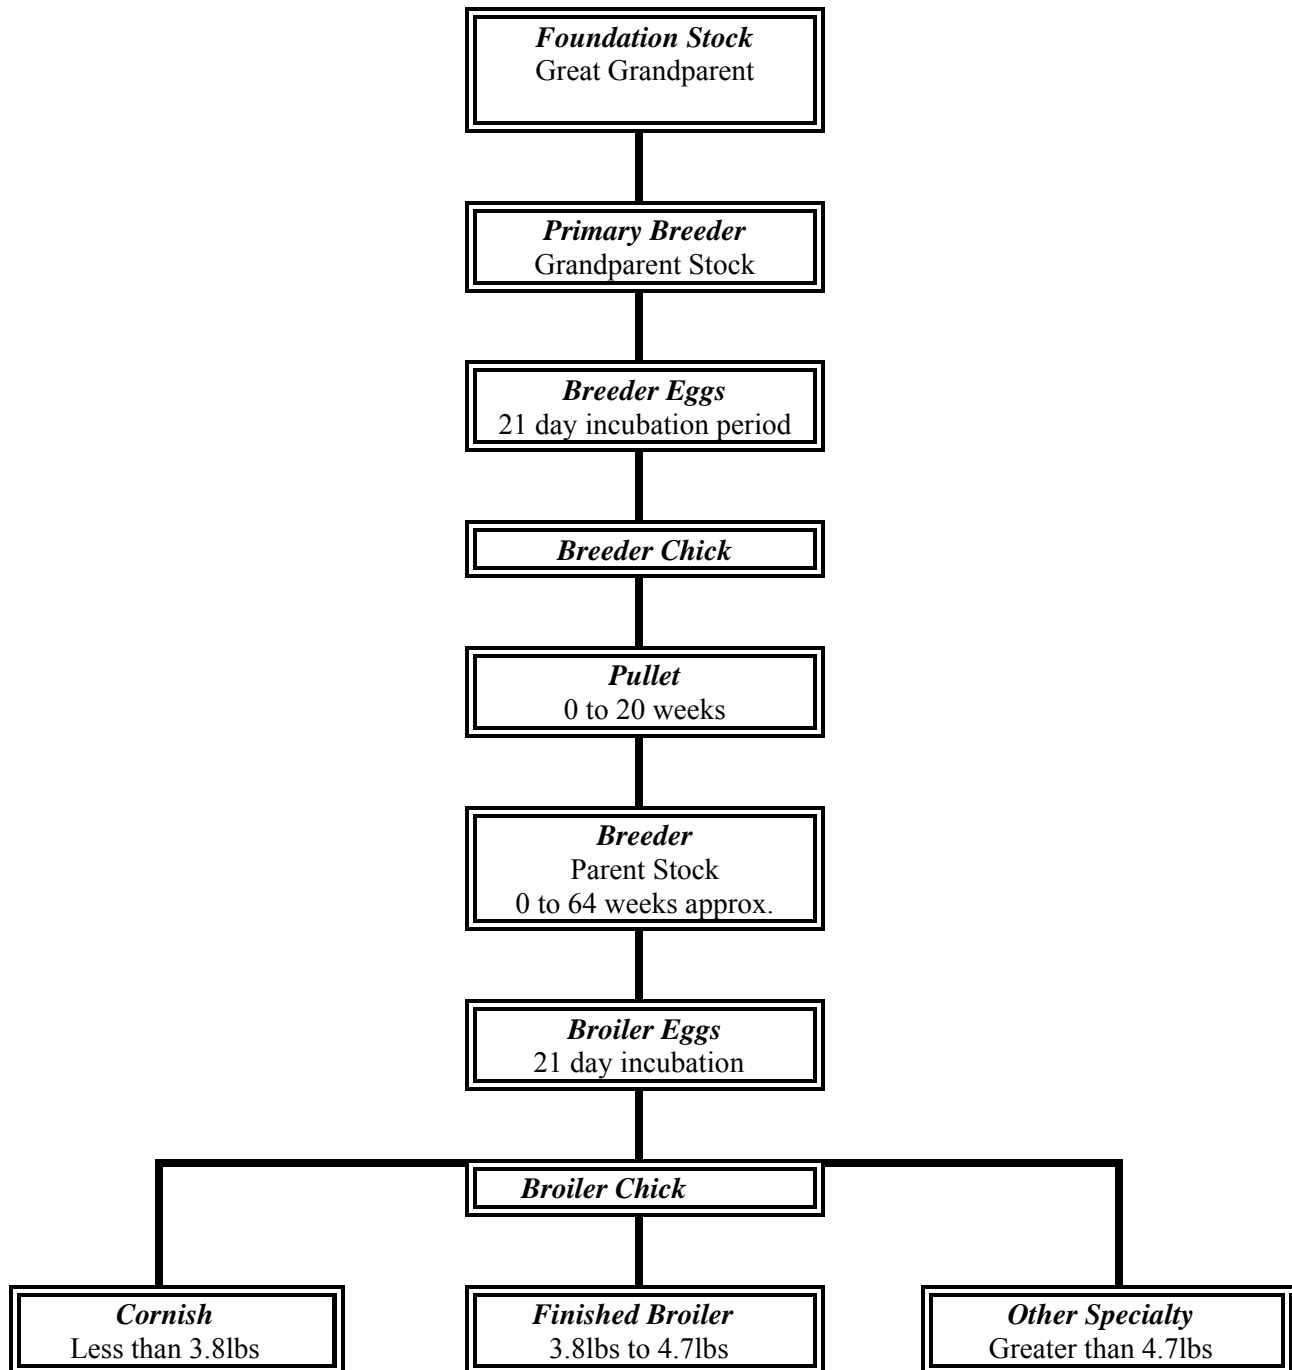 Foundation Stock
Great Grandparent
Primary Breeder
Grandparent Stock
Breeder Eggs
21 day incubation period
Breeder Chick
Pullet
0 to 20 weeks
Breeder
Parent Stock
0 to 64 weeks approx.
Broiler Eggs
21 day incubation
Broiler Chick
Cornish
Less than 3.8lbs
Finished Broiler
3.8lbs to 4.7lbs
Other Specialty
Greater than 4.7lbs